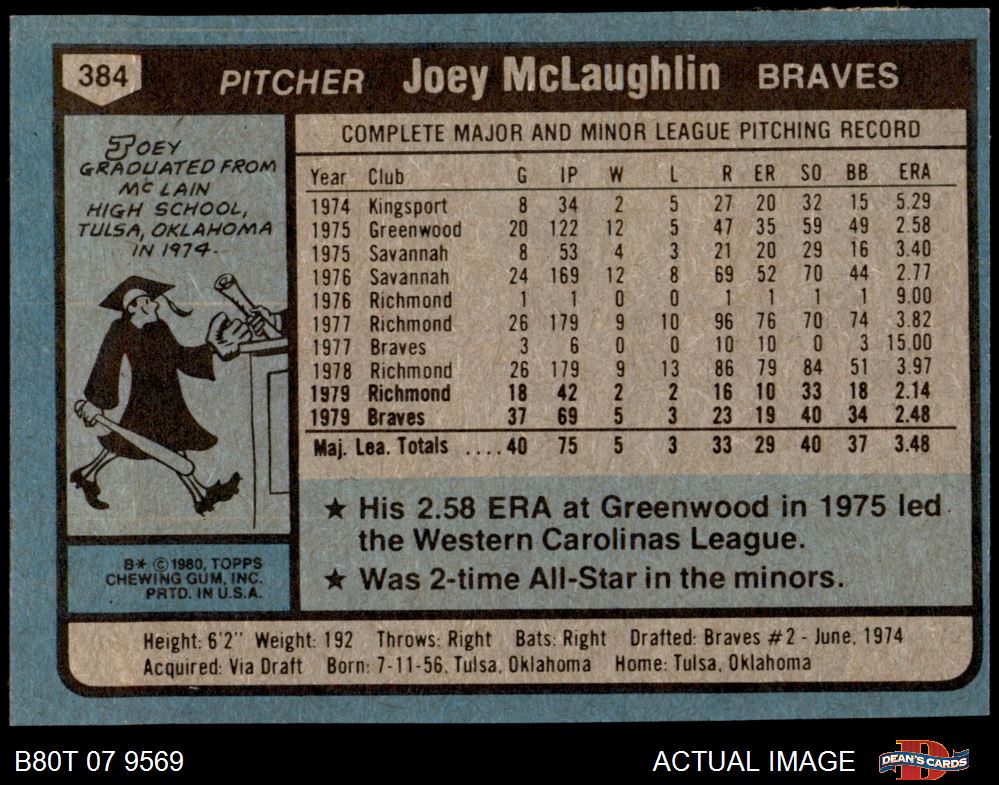 384 PITCHER Joey McLaughlin BRAVES
JOEY
GRADUATED FROM
MCLAIN
HIGH SCHOOL,
TULSA, OKLAHOMA
IN 1974.
COMPLETE MAJOR AND MINOR LEAGUE PITCHING RECORD
Year Club G IP W L R ER SO BB ERA
1974 Kingsport 8 34 2 5 27 20 32 15 5.29
1975 Greenwood 20 122 12 5 47 35 59 49 2.58
1975 Savannah 8 53 4 3 21 20 29 16 3.40
1976 Savannah 24 169 12 8 69 52 70 44 2.77
1976 Richmond 1 1 0 0 1 1 1 1 9.00
1977 Richmond 26 179 9 10 96 76 70 74 3.82
1977 Braves 3 6 0 0 10 10 0 3 15.00
1978 Richmond 26 179 9 13 86 79 84 51 3.97
1979 Richmond 18 42 2 2 16 10 33 18 2.14
1979 Braves 37 69 5 3 23 19 40 34 2.48
Maj. Lea. Totals ....40 75 5 3 33 29 40 37 3.48
★ His 2.58 ERA at Greenwood in 1975 led
the Western Carolinas League.
★ Was 2-time All-Star in the minors.
B* ©1980, TOPPS
CHEWING GUM, INC.
PRTD. IN U.S.A.
Height: 6'2" Weight: 192 Throws: Right Bats: Right Drafted: Braves #2 - June, 1974
Acquired: Via Draft Born: 7-11-56, Tulsa, Oklahoma Home: Tulsa, Oklahoma
B80T 07 9569 ACTUAL IMAGE DEAN'S CARDS